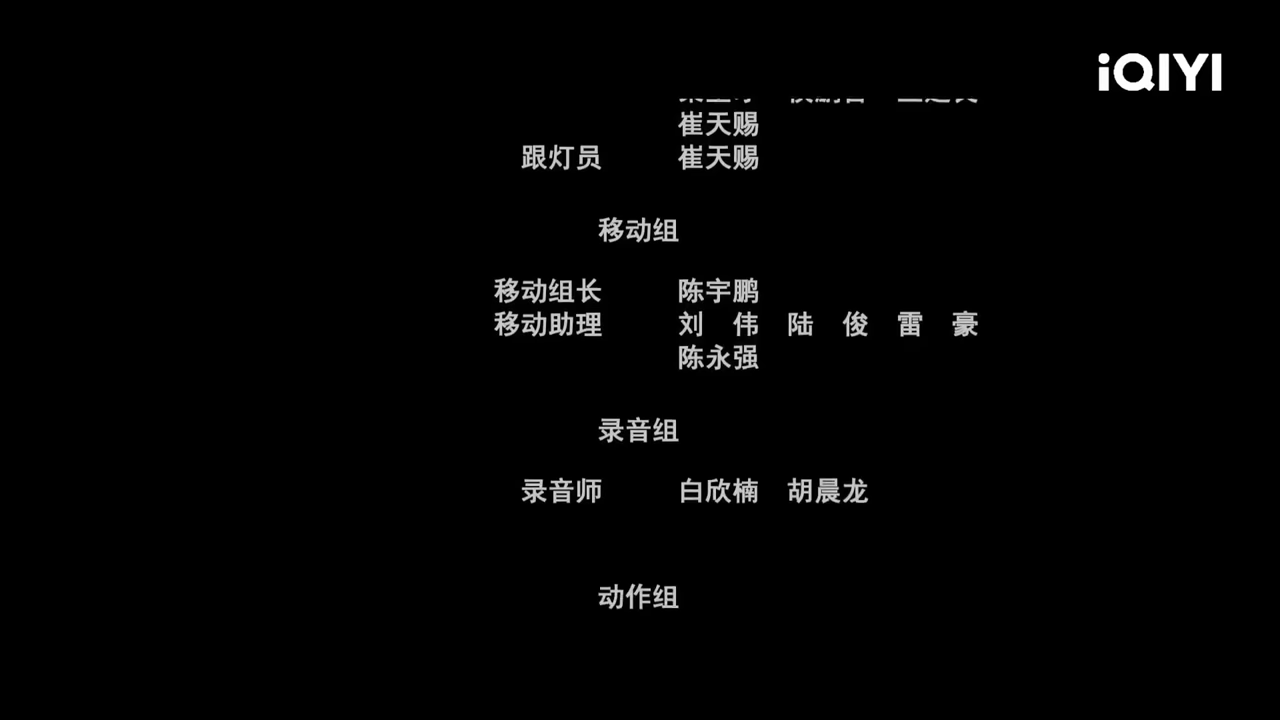 iQIYI
崔天赐
跟灯员 崔天赐
移动组
移动组长 陈宇鹏
移动助理 刘 伟 陆 俊 雷 豪
陈永强
录音组
录音师 白欣楠 胡晨龙
动作组